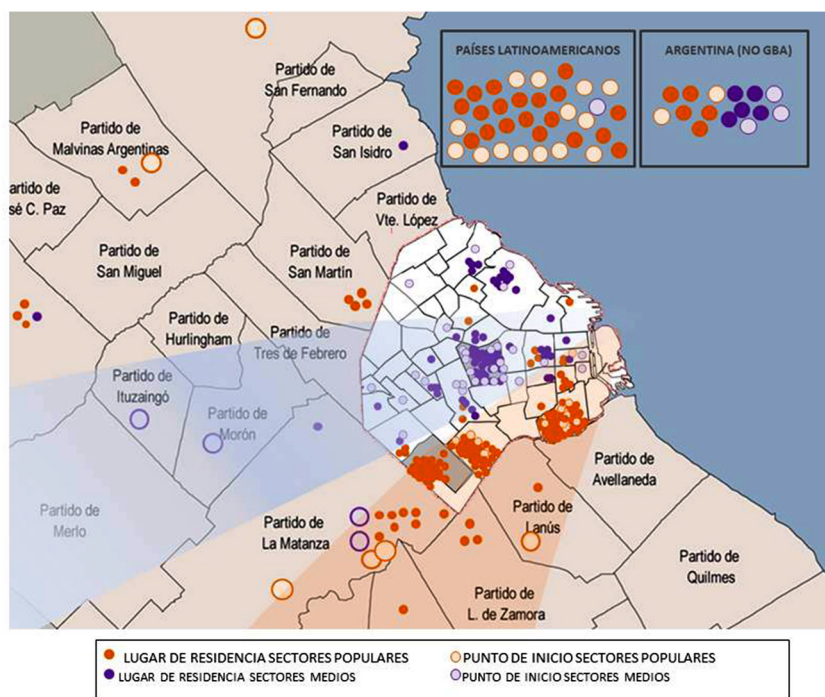 PAÍSES LATINOAMERICANOS
ARGENTINA (NO GBA)
Partido de
San Fernando
Partido de
Malvinas Argentinas
Partido de
San Isidro
Partido de
sé C. Paz
Partido de
Vte. López
Partido de
San Miguel
Partido de
San Martín
Partido de
Hurlingham
Partido de
Tres de Febrero
Partido de
Ituzaingó
Partido de
Morón
Partido de
Avellaneda
Partido de
Merlo
Partido de
La Matanza
Partido de
Lanús
Partido de
Quilmes
Partido de
L. de Zamora
LUGAR DE RESIDENCIA SECTORES POPULARES
PUNTO DE INICIO SECTORES POPULARES
LUGAR DE RESIDENCIA SECTORES MEDIOS
PUNTO DE INICIO SECTORES MEDIOS